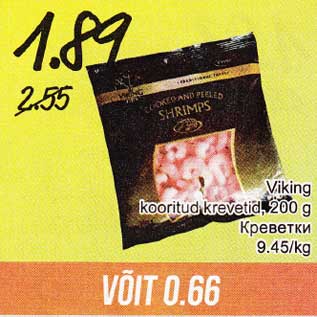 1.89
2.55
COOKED AND PEELED
SHRIMPS
Viking
kooritud krevetid, 200 g
Креветки
9.45/kg
VÕIT 0.66